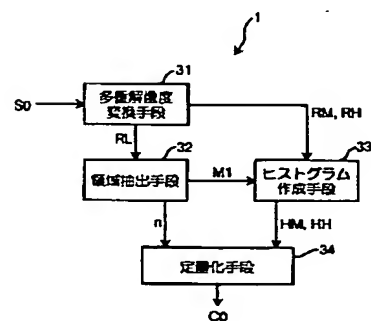 1
31
S0
多重解像度
変換手段
RL
RM, RH
32
33
領域抽出手段
M1
ヒストグラム
作成手段
n
HM, HH
34
定量化手段
C0